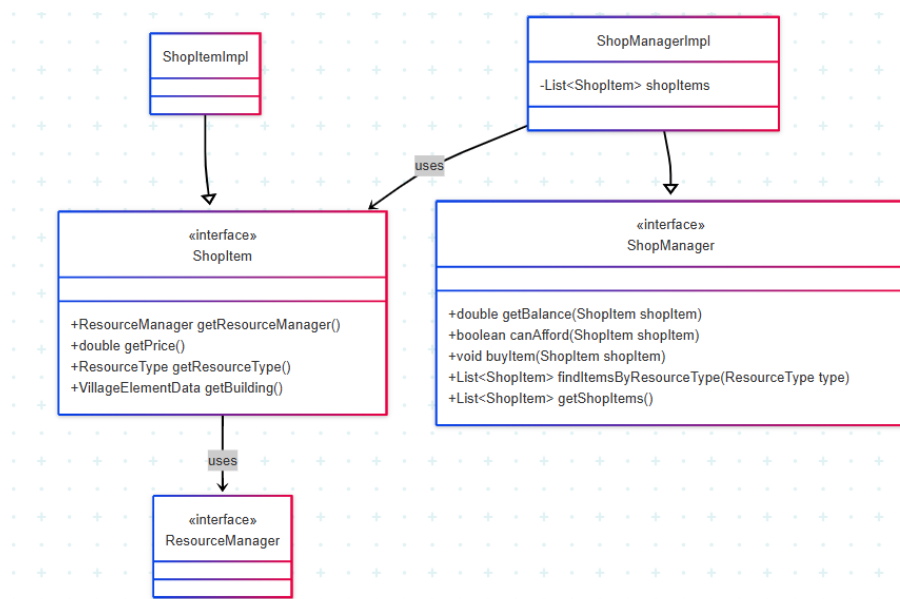 ShopItemImpl
ShopManagerImpl
-List<ShopItem> shopItems
uses
«interface»
ShopItem
+ResourceManager getResourceManager()
+double getPrice()
+ResourceType getResourceType()
+VillageElementData getBuilding()
«interface»
ShopManager
+double getBalance(ShopItem shopItem)
+boolean canAfford(ShopItem shopItem)
+void buyItem(ShopItem shopItem)
+List<ShopItem> findItemsByResourceType(ResourceType type)
+List<ShopItem> getShopItems()
uses
«interface»
ResourceManager